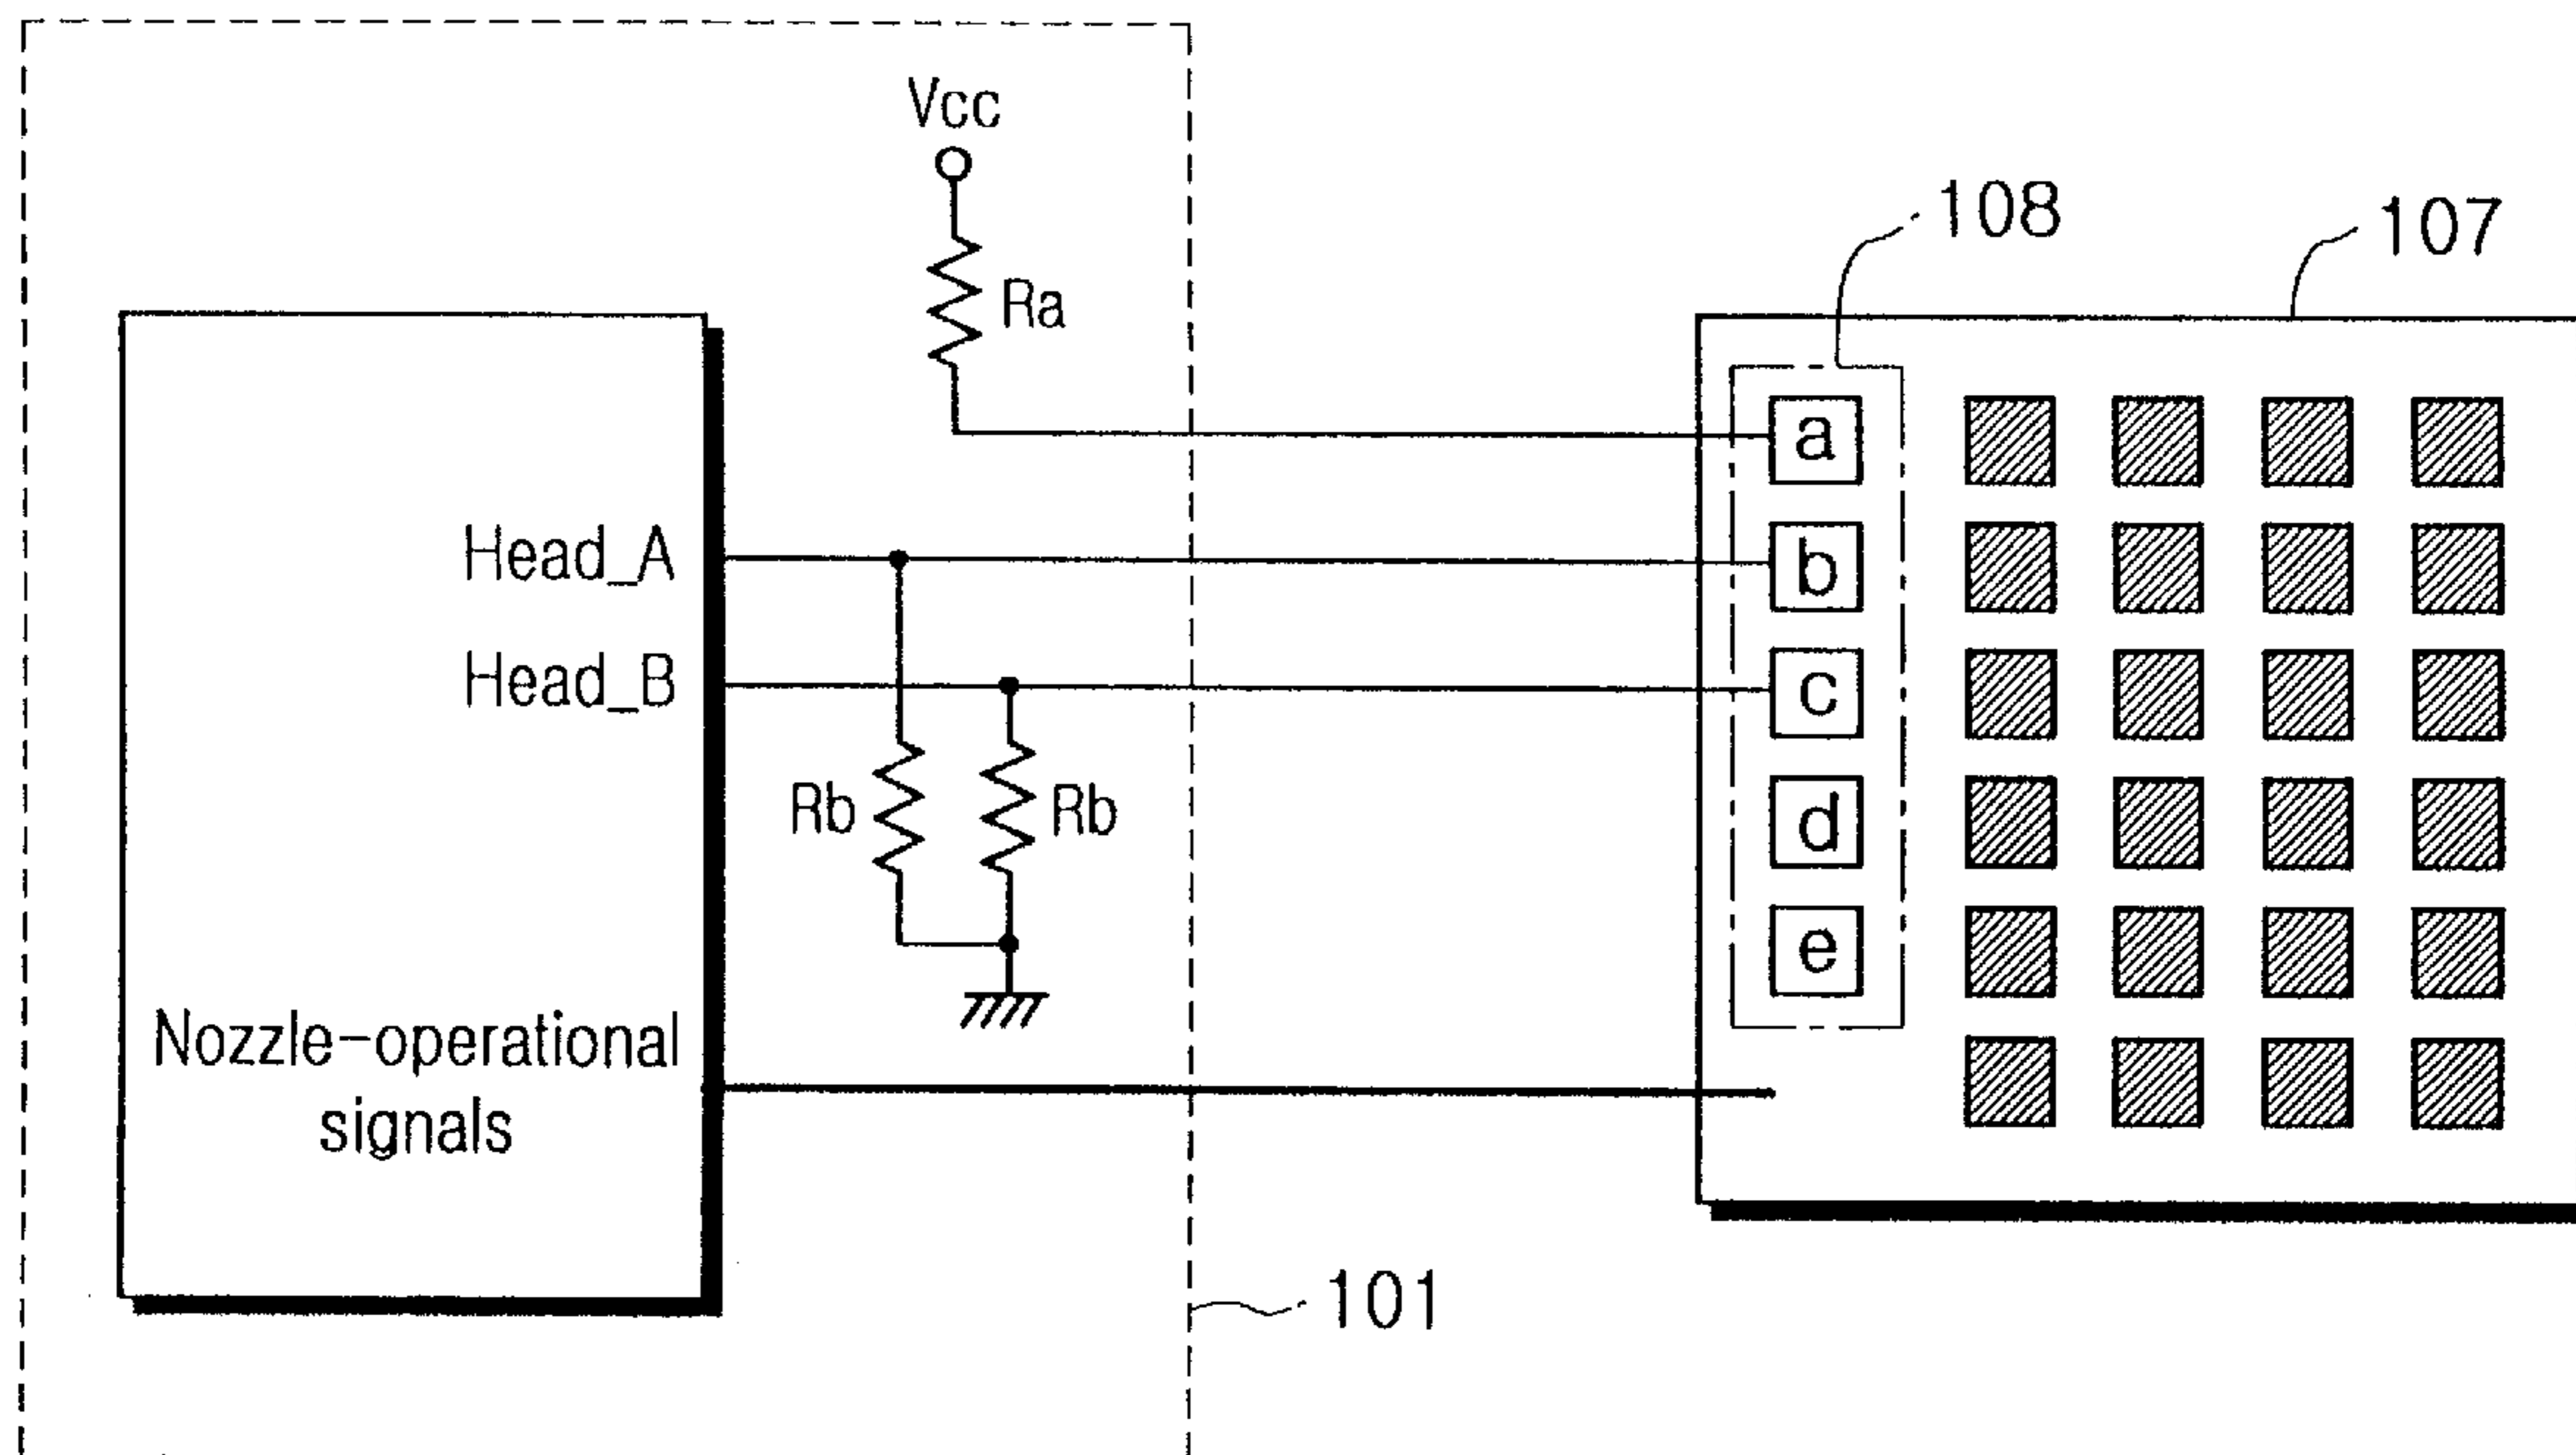 Vcc
Ra
108
107
a
Head_A
b
Head_B
c
Rb
Rb
d
e
Nozzle-operational
signals
101